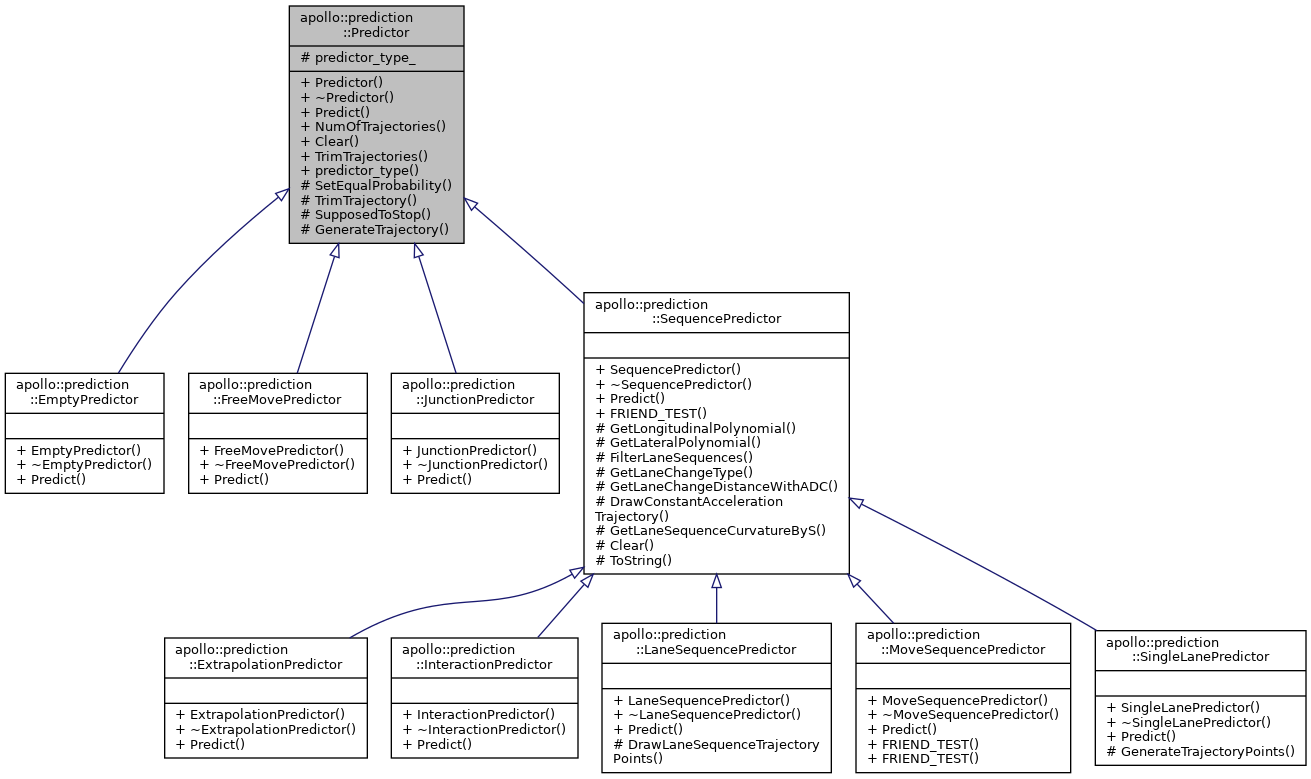 apollo::prediction
::Predictor
# predictor_type_
+ Predictor()
+ ~Predictor()
+ Predict()
+ NumOfTrajectories()
+ Clear()
+ TrimTrajectories()
+ predictor_type()
# SetEqualProbability()
# TrimTrajectory()
# SupposedToStop()
# GenerateTrajectory()
apollo::prediction
::SequencePredictor
+ SequencePredictor()
+ ~SequencePredictor()
+ Predict()
+ FRIEND_TEST()
# GetLongitudinalPolynomial()
# GetLateralPolynomial()
# FilterLaneSequences()
# GetLaneChangeType()
# GetLaneChangeDistanceWithADC()
# DrawConstantAcceleration
Trajectory()
# GetLaneSequenceCurvatureByS()
# Clear()
# ToString()
apollo::prediction
::EmptyPredictor
+ EmptyPredictor()
+ ~EmptyPredictor()
+ Predict()
apollo::prediction
::FreeMovePredictor
+ FreeMovePredictor()
+ ~FreeMovePredictor()
+ Predict()
apollo::prediction
::JunctionPredictor
+ JunctionPredictor()
+ ~JunctionPredictor()
+ Predict()
apollo::prediction
::ExtrapolationPredictor
+ ExtrapolationPredictor()
+ ~ExtrapolationPredictor()
+ Predict()
apollo::prediction
::InteractionPredictor
+ InteractionPredictor()
+ ~InteractionPredictor()
+ Predict()
apollo::prediction
::LaneSequencePredictor
+ LaneSequencePredictor()
+ ~LaneSequencePredictor()
+ Predict()
# DrawLaneSequenceTrajectory
Points()
apollo::prediction
::MoveSequencePredictor
+ MoveSequencePredictor()
+ ~MoveSequencePredictor()
+ Predict()
+ FRIEND_TEST()
+ FRIEND_TEST()
apollo::prediction
::SingleLanePredictor
+ SingleLanePredictor()
+ ~SingleLanePredictor()
+ Predict()
# GenerateTrajectoryPoints()